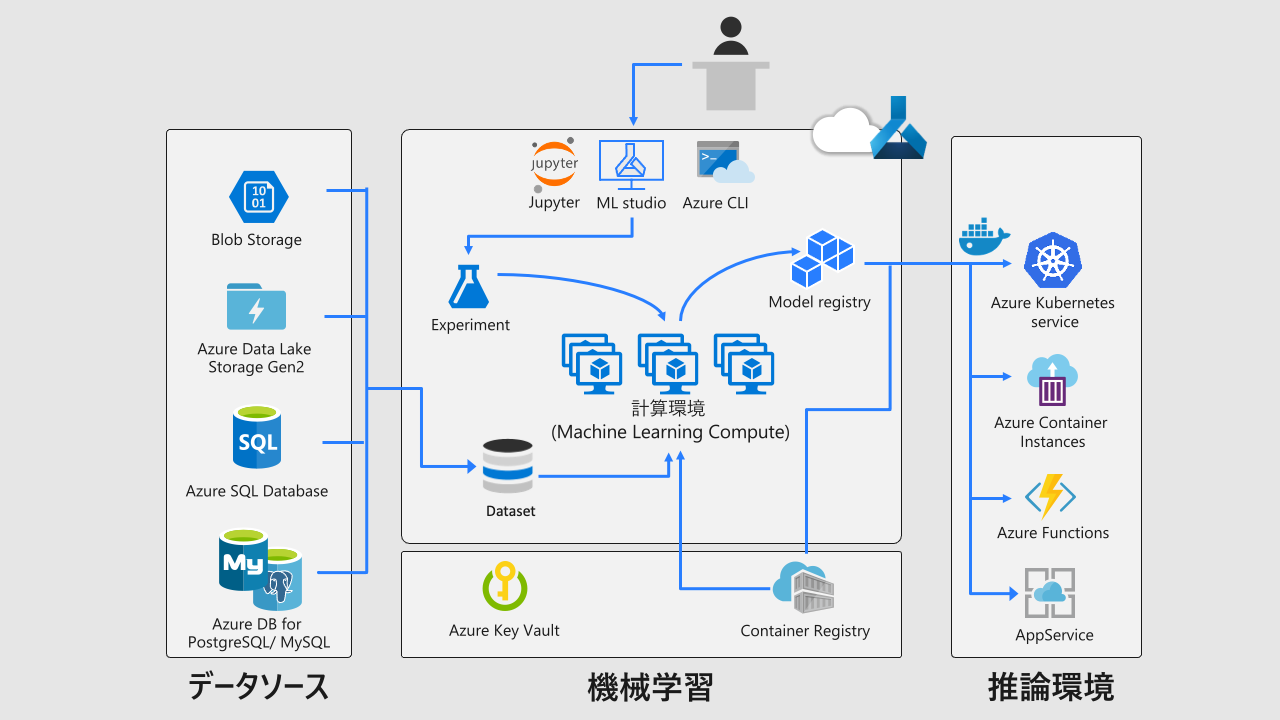 10
01
Blob Storage
Azure Data Lake
Storage Gen2
SQL
Azure SQL Database
My
Azure DB for
PostgreSQL/ MySQL
データソース
jupyter
Jupyter
ML studio
>_
Azure CLI
Experiment
Model registry
計算環境
(Machine Learning Compute)
Dataset
Azure Key Vault
Container Registry
機械学習
Azure Kubernetes
service
Azure Container
Instances
Azure Functions
AppService
推論環境